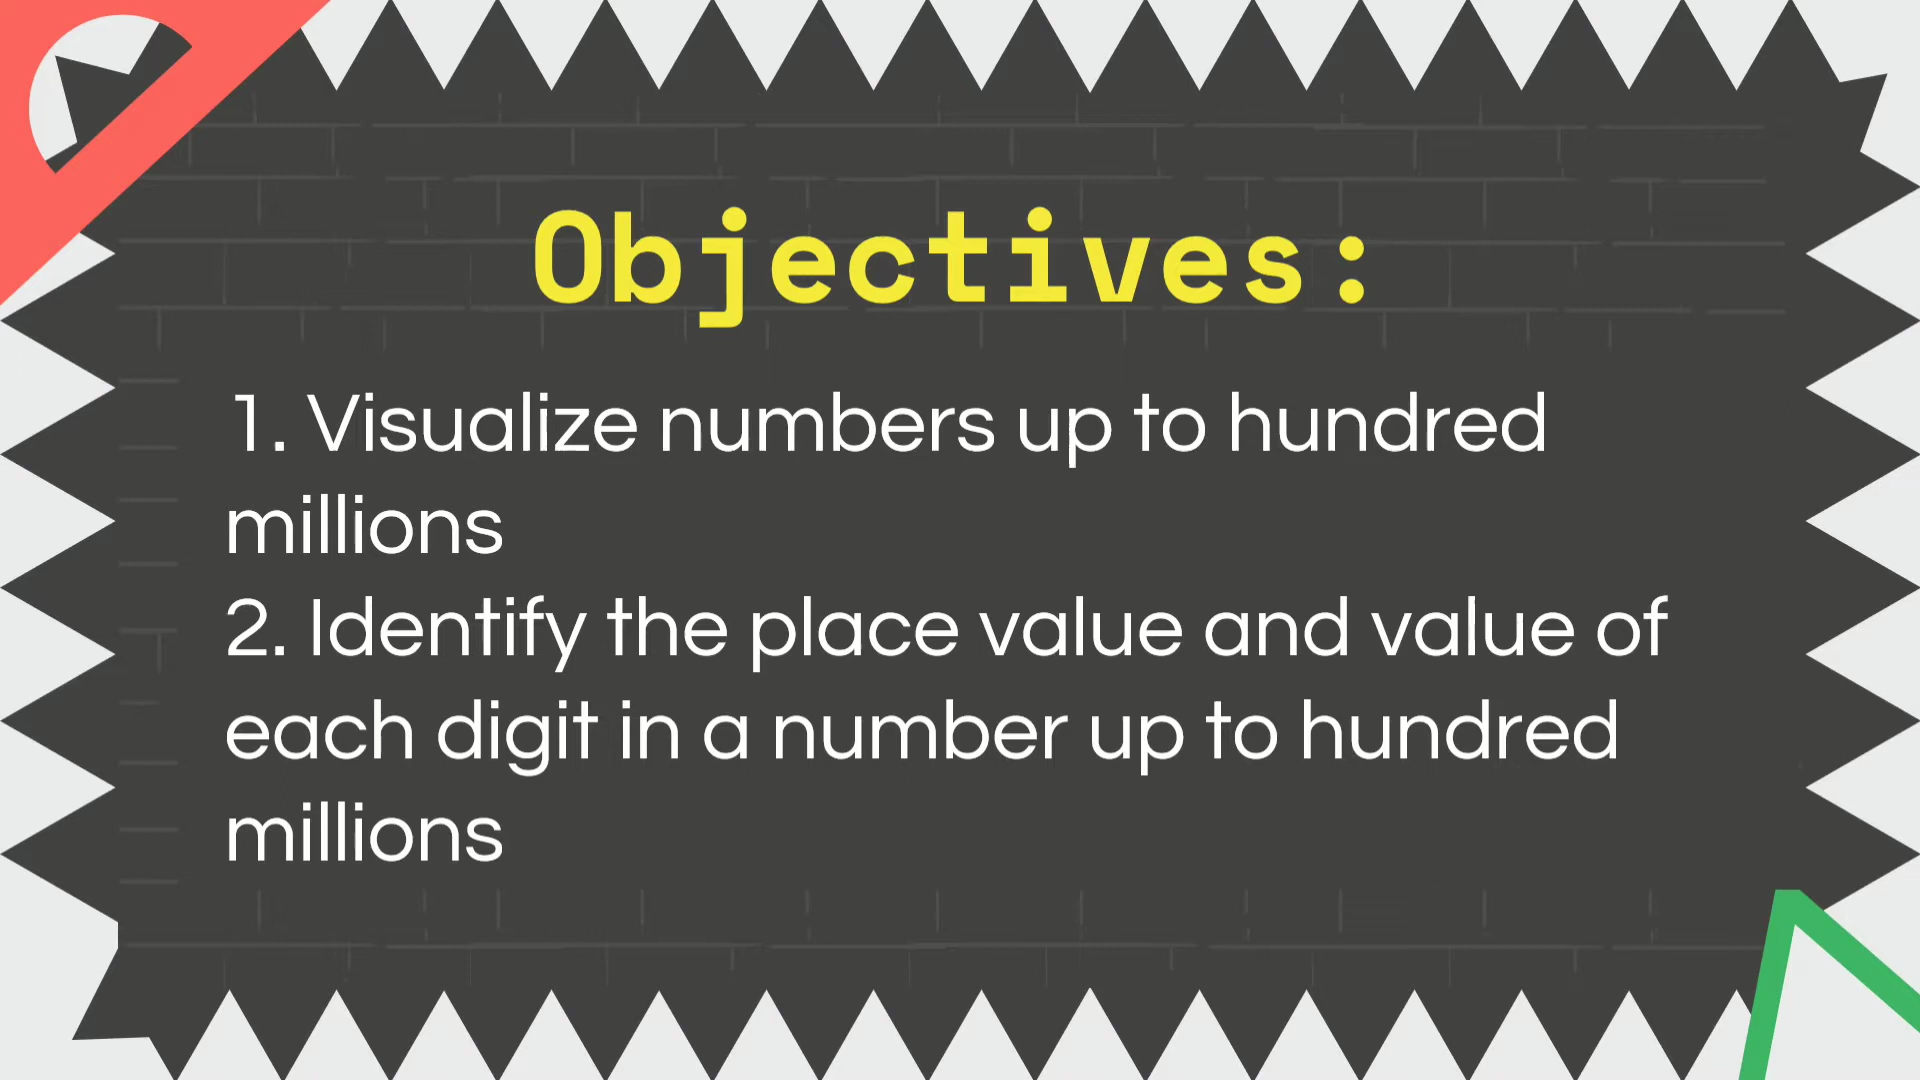 Objectives:
1. Visualize numbers up to hundred
millions
2. Identify the place value and value of
each digit in a number up to hundred
millions